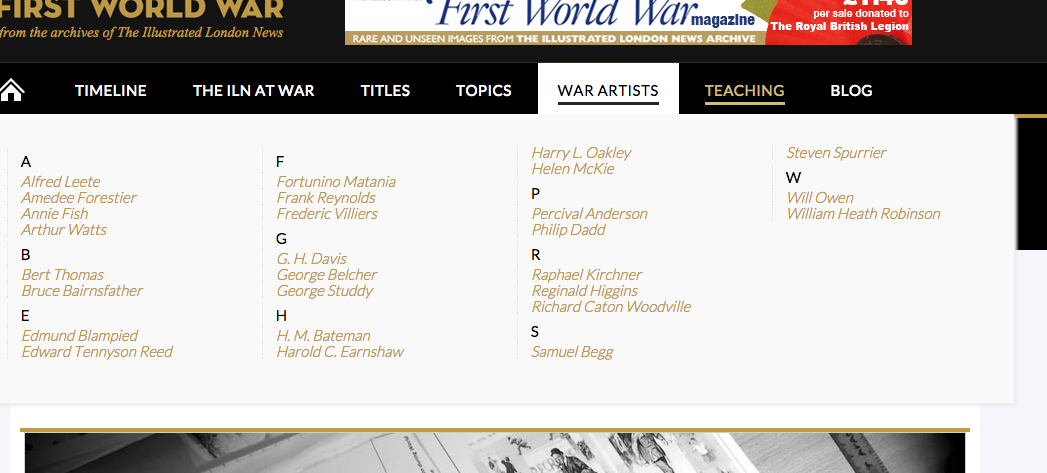 FIRST WORLD WAR
from the archives of The Illustrated London News
First World War magazine
per sale donated to
The Royal British Legion
RARE AND UNSEEN IMAGES FROM THE ILLUSTRATED LONDON NEWS ARCHIVE
TIMELINE THE ILN AT WAR TITLES TOPICS WAR ARTISTS TEACHING BLOG
A
Alfred Leete
Amedee Forestier
Annie Fish
Arthur Watts
B
Bert Thomas
Bruce Bairnsfather
E
Edmund Blampied
Edward Tennyson Reed
F
Fortunino Matania
Frank Reynolds
Frederic Villiers
G
G. H. Davis
George Belcher
George Studdy
H
H. M. Bateman
Harold C. Earnshaw
Harry L. Oakley
Helen McKie
P
Percival Anderson
Philip Dadd
R
Raphael Kirchner
Reginald Higgins
Richard Caton Woodville
S
Samuel Begg
Steven Spurrier
W
Will Owen
William Heath Robinson